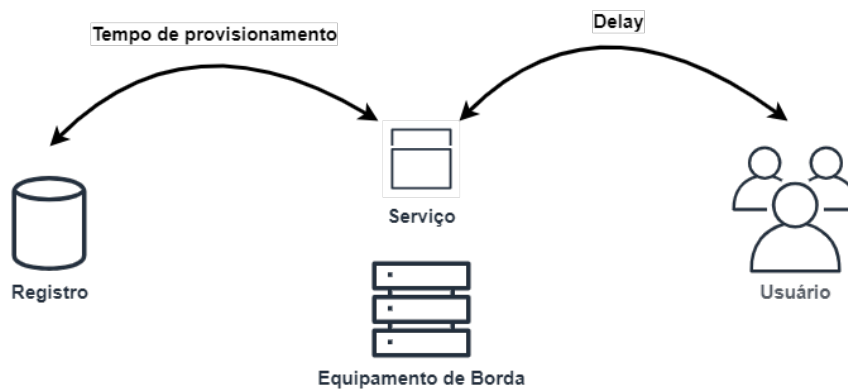 Delay
Tempo de provisionamento
Serviço
Registro
Usuário
Equipamento de Borda